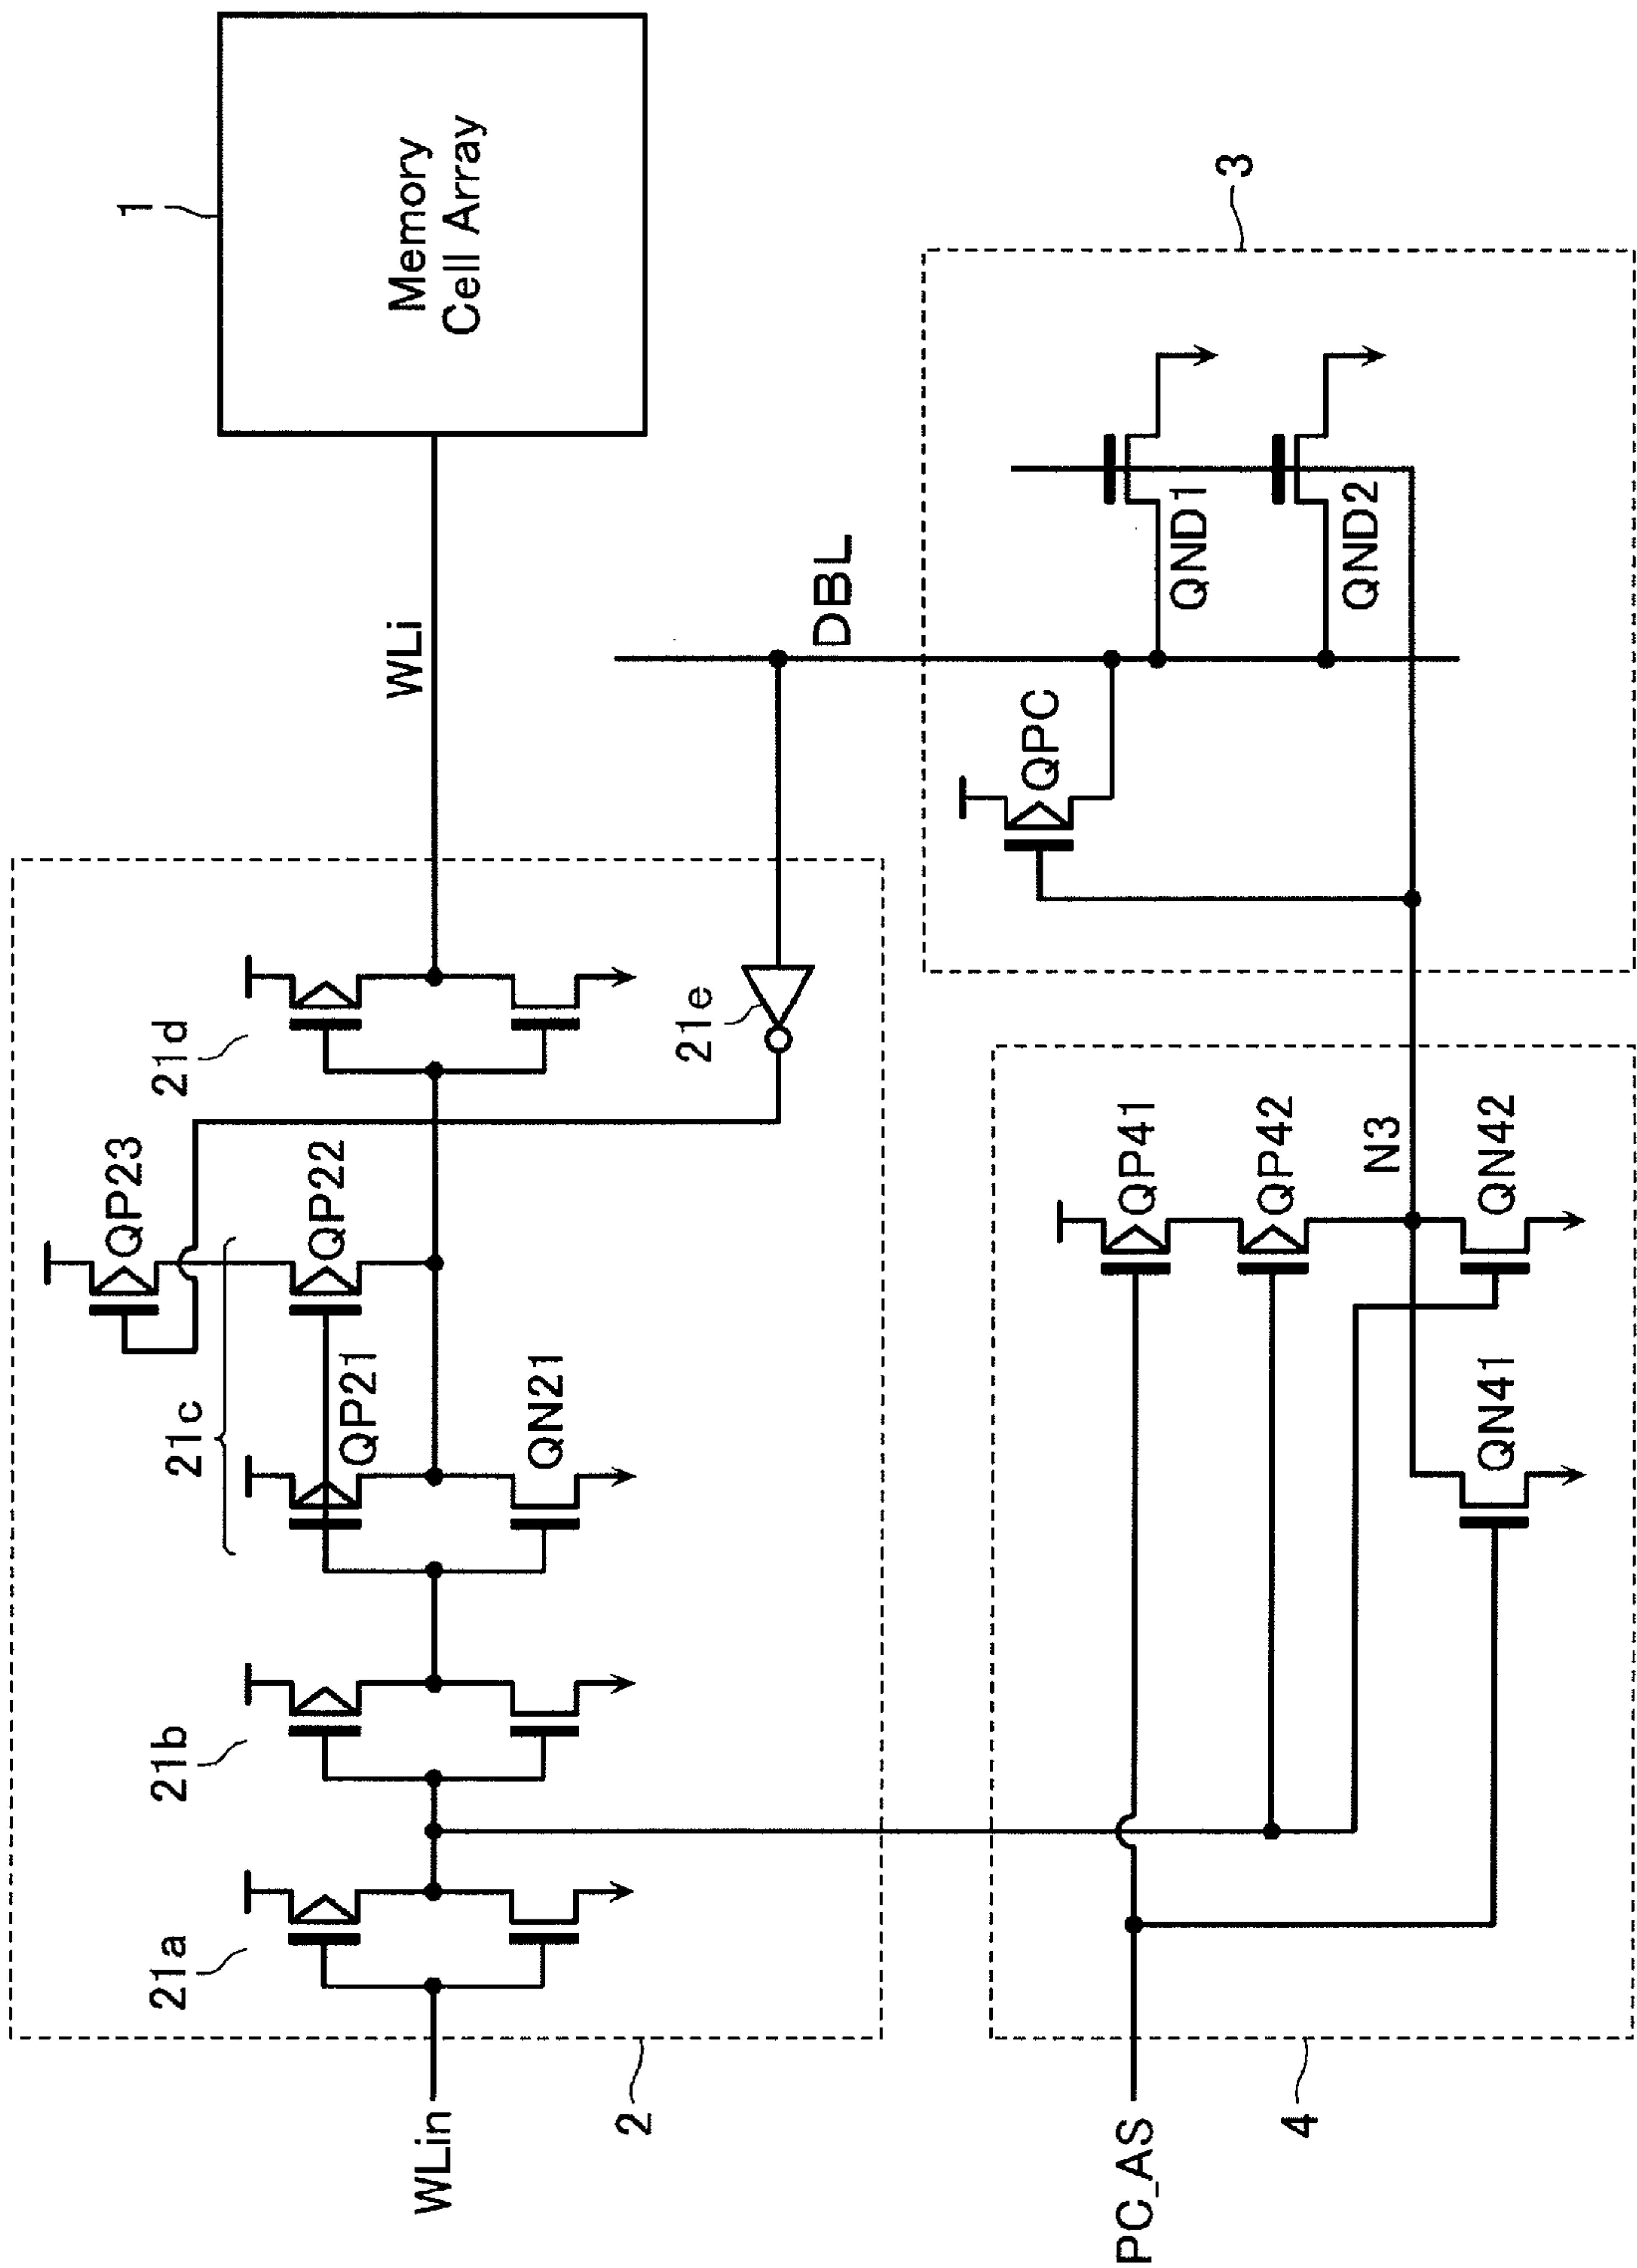 1
Memory
Cell Array
WLi
21d
QP23
QP22
21c
QP21
QN21
21b
21a
WLin
2
21e
DBL
3
QPC
QND1
QND2
QP41
QP42
N3
QN42
QN41
PC_AS
4